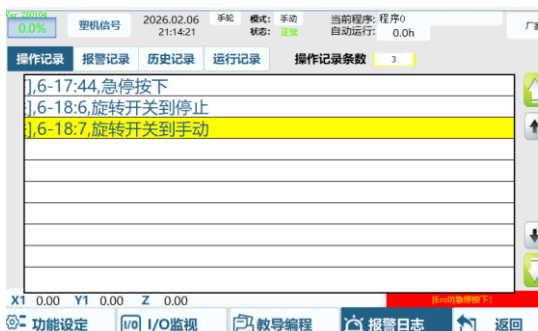 Ver 260104
0.0%
塑机信号
2026.02.06
21:14:21
手轮
模式: 手动
状态: 正常
当前程序: 程序0
自动运行: 0.0h
操作记录
报警记录
历史记录
运行记录
操作记录条数
3
],6-17:44,急停按下
],6-18:6,旋转开关到停止
],6-18:7,旋转开关到手动
X1 0.00 Y1 0.00 Z 0.00
[Err.0]急停按下!
功能设定
I/O I/O监视
教导编程
报警日志
返回